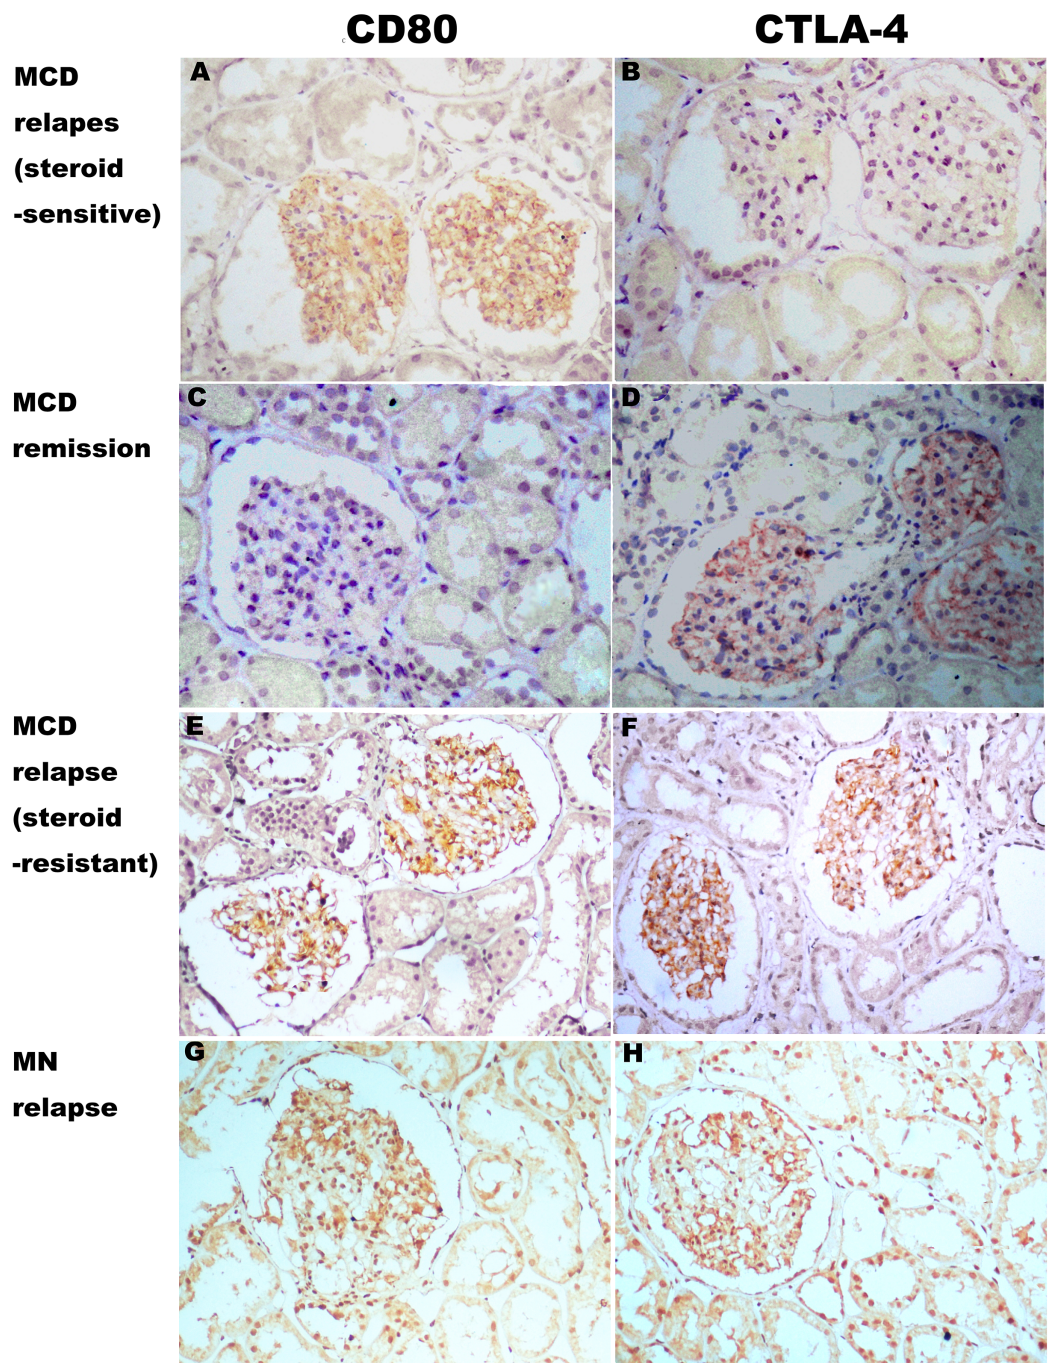 CD80 CTLA-4
MCD
relapes
(steroid
-sensitive)
A B
MCD
remission
C D
MCD
relapse
(steroid
-resistant)
E F
MN
relapse
G H